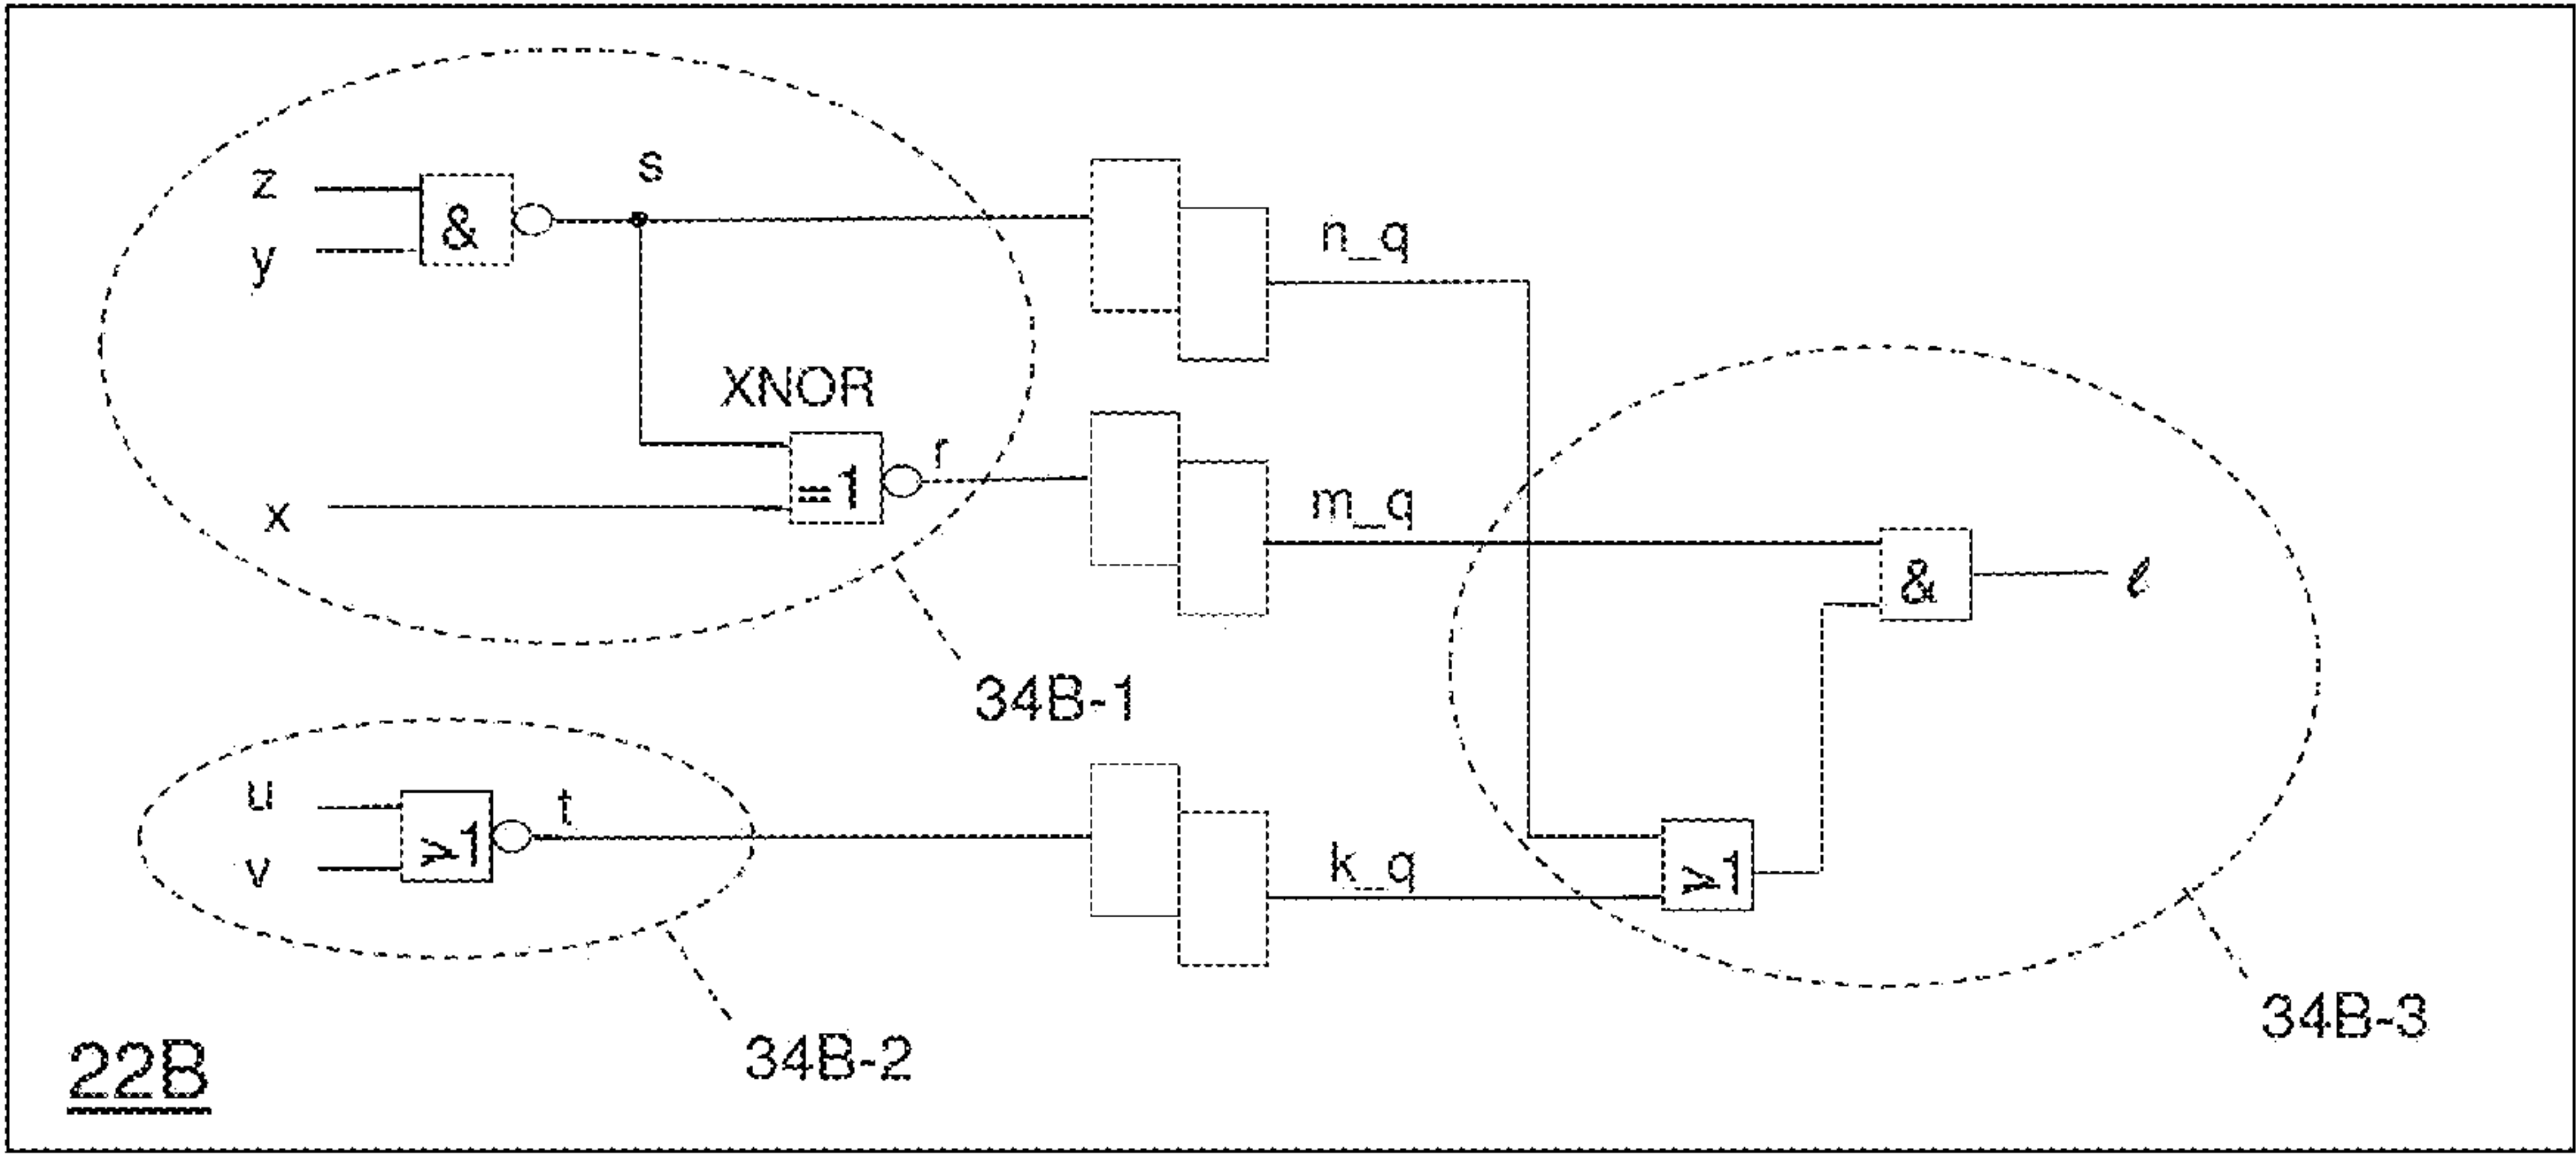 z
s
y
&
n_q
XNOR
r
=1
x
m_q
&
ℓ
34B-1
u
t
≥1
v
k_q
≥1
34B-3
34B-2
22B